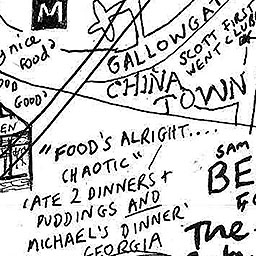 M
nice
food'
GALLOWGAT
SCOTT FIRST
WENT CLUB
CHINA
TOWN
OOD
GOOD'
EN
"FOOD'S ALRIGHT....
CHAOTIC"
'ATE 2 DINNERS +
PUDDINGS AND
MICHAEL'S DINNER'
GEORGIA
SAM
BE
The